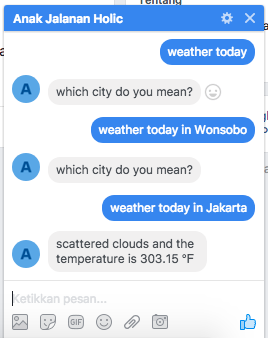 Tentang
Anak Jalanan Holic
weather today
A
which city do you mean?
weather today in Wonsobo
A
which city do you mean?
weather today in Jakarta
A
scattered clouds and the
temperature is 303.15 °F
Ketikkan pesan...
GIF